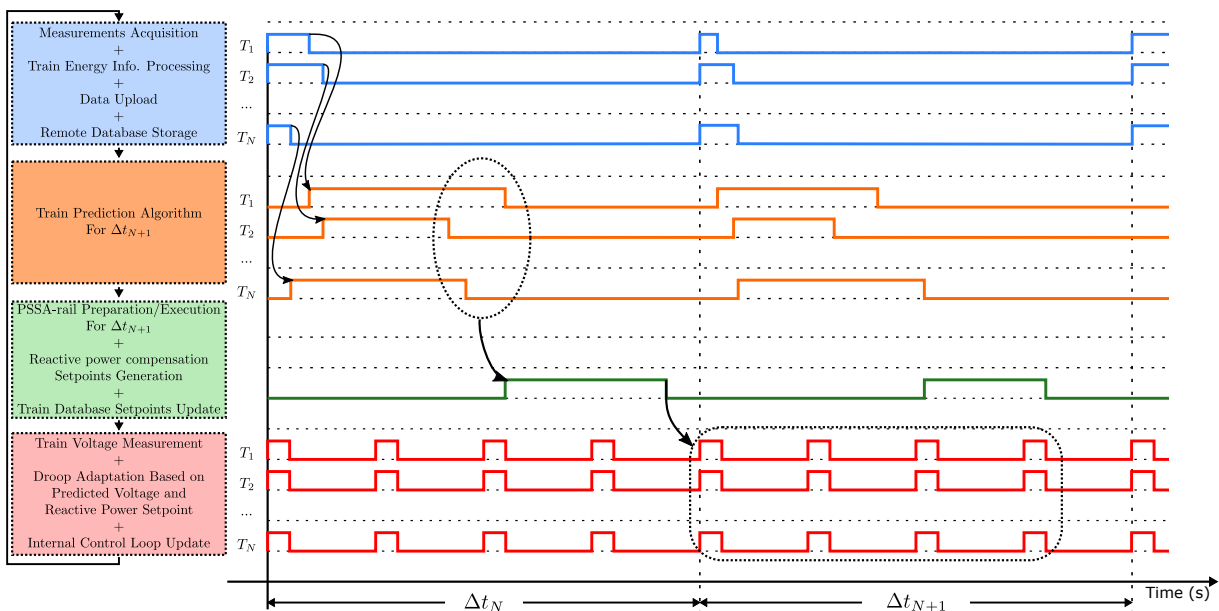 Measurements Acquisition
+
Train Energy Info. Processing
+
Data Upload
+
Remote Database Storage
Train Prediction Algorithm
For Δt_{N+1}
PSSA-rail Preparation/Execution
For Δt_{N+1}
+
Reactive power compensation
Setpoints Generation
+
Train Database Setpoints Update
Train Voltage Measurement
+
Droop Adaptation Based on
Predicted Voltage and
Reactive Power Setpoint
+
Internal Control Loop Update
T_1
T_2
...
T_N
T_1
T_2
...
T_N
T_1
T_2
...
T_N
Δt_N
Δt_{N+1}
Time (s)